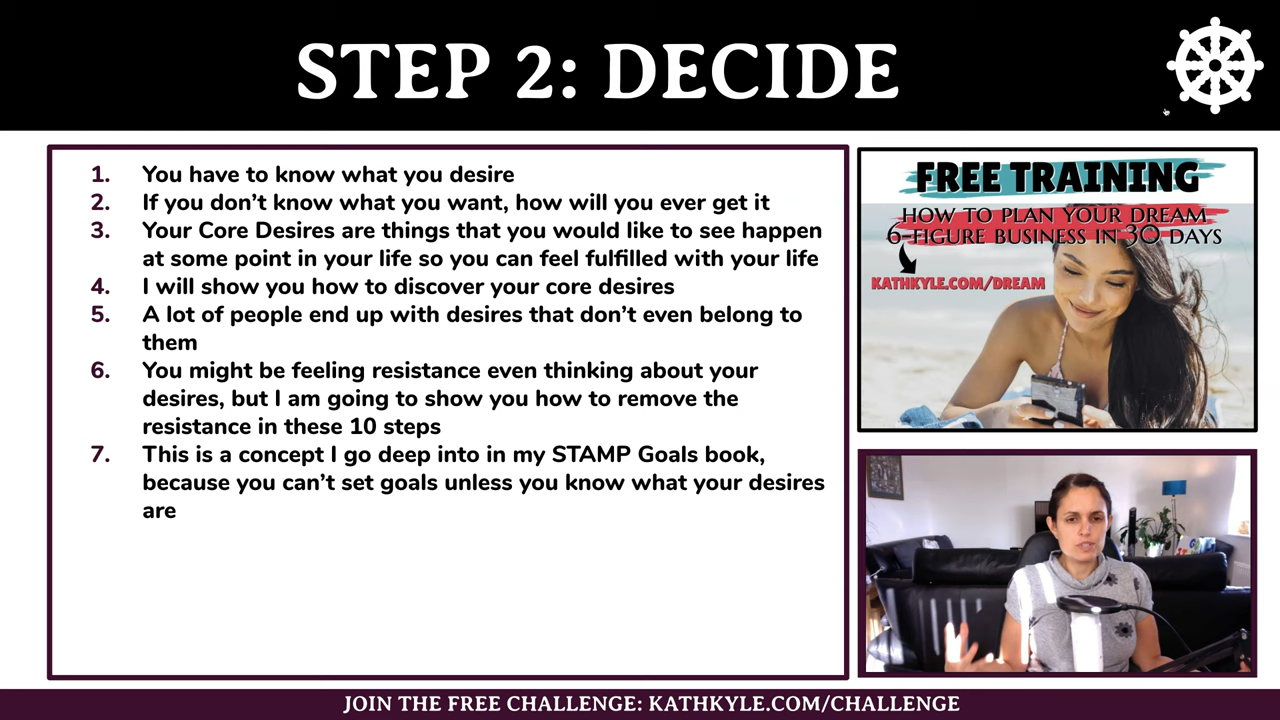 STEP 2: DECIDE
1. You have to know what you desire
2. If you don’t know what you want, how will you ever get it
3. Your Core Desires are things that you would like to see happen
at some point in your life so you can feel fulfilled with your life
4. I will show you how to discover your core desires
5. A lot of people end up with desires that don’t even belong to
them
6. You might be feeling resistance even thinking about your
desires, but I am going to show you how to remove the
resistance in these 10 steps
7. This is a concept I go deep into in my STAMP Goals book,
because you can’t set goals unless you know what your desires
are
FREE TRAINING
HOW TO PLAN YOUR DREAM
6-FIGURE BUSINESS IN 30 DAYS
KATHKYLE.COM/DREAM
JOIN THE FREE CHALLENGE: KATHKYLE.COM/CHALLENGE